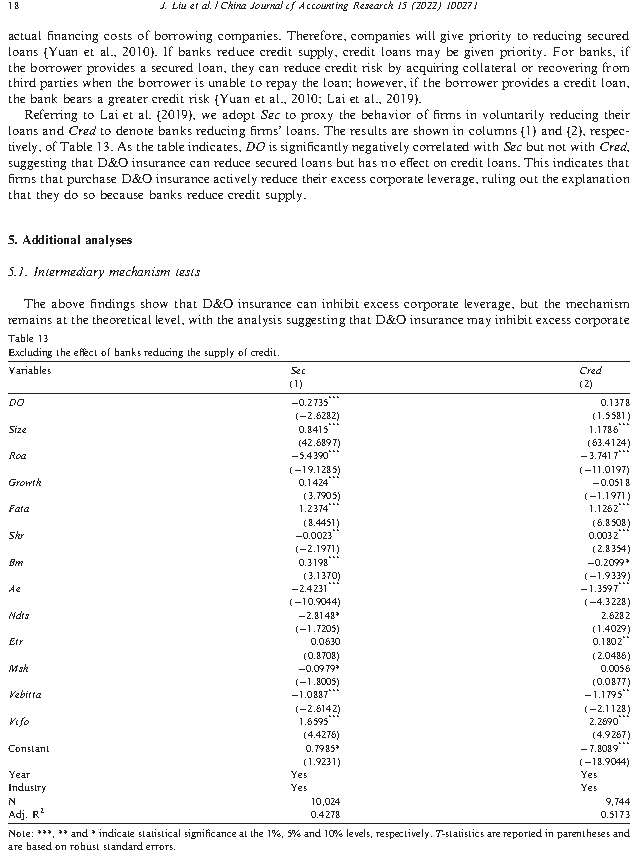 18 J. Liu et al. / China Journal of Accounting Research 15 (2022) 100271
actual financing costs of borrowing companies. Therefore, companies will give priority to reducing secured
loans (Yuan et al., 2010). If banks reduce credit supply, credit loans may be given priority. For banks, if
the borrower provides a secured loan, they can reduce credit risk by acquiring collateral or recovering from
third parties when the borrower is unable to repay the loan; however, if the borrower provides a credit loan,
the bank bears a greater credit risk (Yuan et al., 2010; Lai et al., 2019).
Referring to Lai et al. (2019), we adopt Sec to proxy the behavior of firms in voluntarily reducing their
loans and Cred to denote banks reducing firms' loans. The results are shown in columns (1) and (2), respec-
tively, of Table 13. As the table indicates, DO is significantly negatively correlated with Sec but not with Cred,
suggesting that D&O insurance can reduce secured loans but has no effect on credit loans. This indicates that
firms that purchase D&O insurance actively reduce their excess corporate leverage, ruling out the explanation
that they do so because banks reduce credit supply.
5. Additional analyses
5.1. Intermediary mechanism tests
The above findings show that D&O insurance can inhibit excess corporate leverage, but the mechanism
remains at the theoretical level, with the analysis suggesting that D&O insurance may inhibit excess corporate
Table 13
Excluding the effect of banks reducing the supply of credit.
Variables Sec Cred
(1) (2)
DO −0.2735*** 0.1378
(−2.6282) (1.5581)
Size 0.8415*** 1.1786***
(42.6897) (63.4124)
Roa −5.4390*** −3.7417***
(−19.1285) (−11.0197)
Growth 0.1424*** −0.0518
(3.7905) (−1.1971)
Fata 1.2374*** 1.1262***
(8.4451) (6.8508)
Shr −0.0023** 0.0032***
(−2.1971) (2.8354)
Bm 0.3198*** −0.2099*
(3.1370) (−1.9339)
Ae −2.4231*** −1.3597***
(−10.9044) (−4.3228)
Ndts −2.8148* 2.6282
(−1.7205) (1.4029)
Etr 0.0630 0.1802**
(0.8708) (2.0486)
Msh −0.0979* 0.0056
(−1.8005) (0.0877)
Vebitta −1.0887*** −1.1795**
(−2.6142) (−2.1128)
Vcfo 1.6595*** 2.2690***
(4.4276) (4.9267)
Constant 0.7985* −7.8089***
(1.9231) (−18.9044)
Year Yes Yes
Industry Yes Yes
N 10,024 9,744
Adj. R² 0.4278 0.5173
Note: ***, ** and * indicate statistical significance at the 1%, 5% and 10% levels, respectively. T-statistics are reported in parentheses and
are based on robust standard errors.